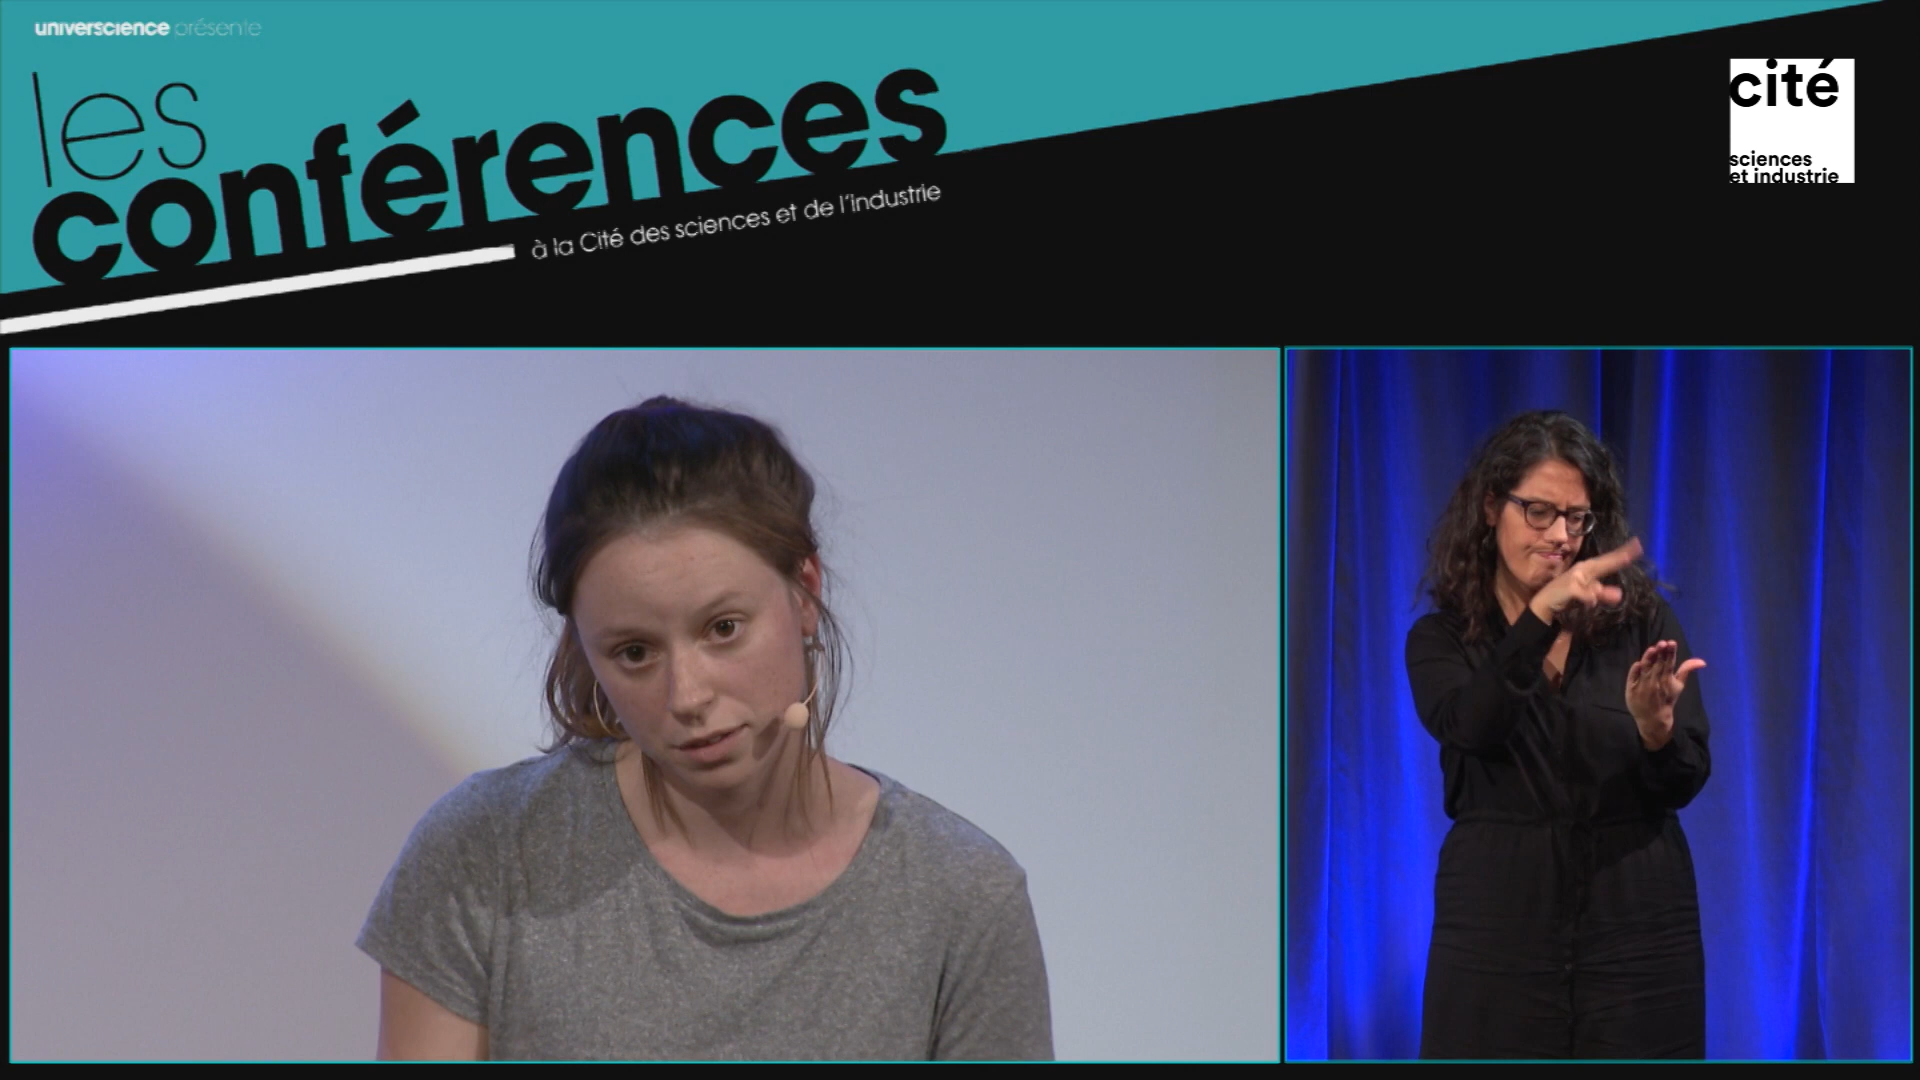 universcience présente
les
conférences
à la Cité des sciences et de l'industrie
cité
sciences
et industrie